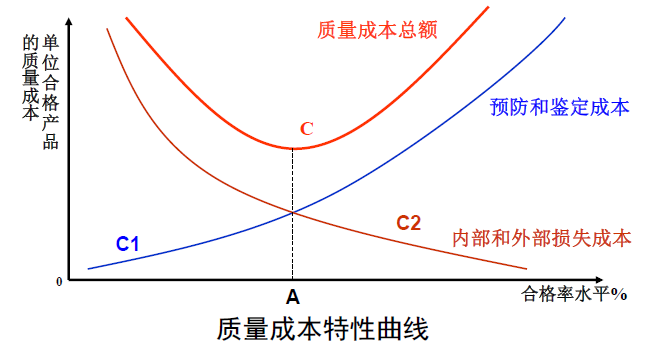 质量成本总额
单位合格产品
的质量成本
预防和鉴定成本
C
C1
C2
内部和外部损失成本
0
A
合格率水平%
质量成本特性曲线